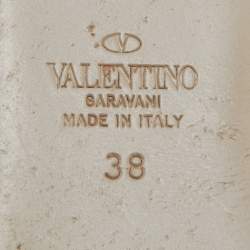 VALENTINO
GARAVANI
MADE IN ITALY
38